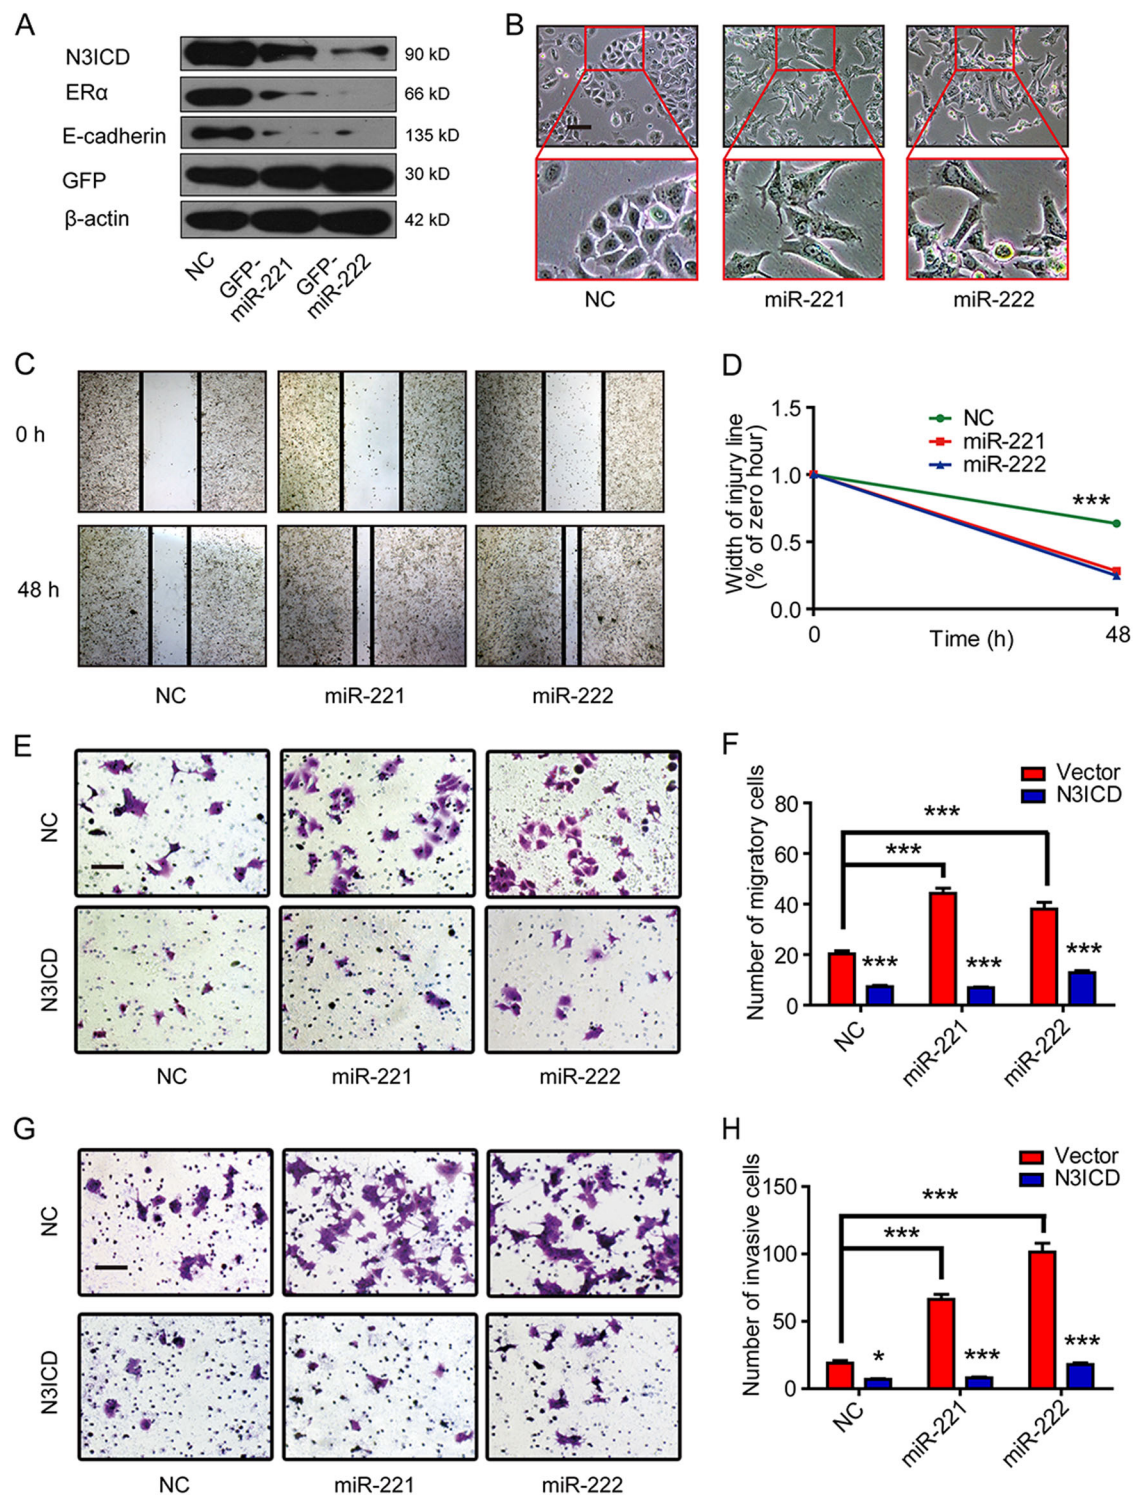 A
N3ICD
90 kD
ERα
66 kD
E-cadherin
135 kD
GFP
30 kD
β-actin
42 kD
NC
GFP-
miR-221
GFP-
miR-222
B
NC
miR-221
miR-222
C
0 h
48 h
NC
miR-221
miR-222
D
Width of injury line
(% of zero hour)
1.5
1.0
0.5
0.0
NC
miR-221
miR-222
***
0
48
Time (h)
E
NC
N3ICD
NC
miR-221
miR-222
F
Vector
N3ICD
Number of migratory cells
80
60
40
20
0
***
***
***
***
***
NC
miR-221
miR-222
G
NC
N3ICD
NC
miR-221
miR-222
H
Vector
N3ICD
Number of invasive cells
150
100
50
0
***
***
*
***
***
NC
miR-221
miR-222